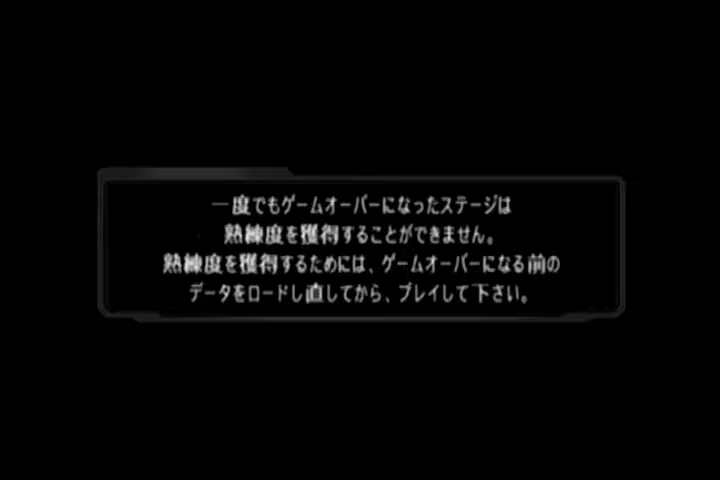 一度でもゲームオーバーになったステージは
熟練度を獲得することができません。
熟練度を獲得するためには、ゲームオーバーになる前の
データをロードし直してから、プレイして下さい。